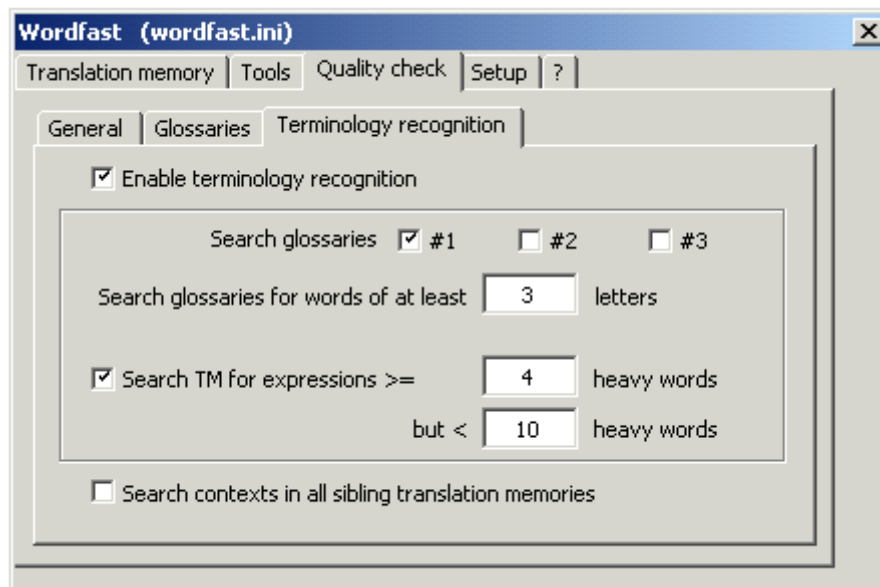 Wordfast (wordfast.ini)
Translation memory Tools Quality check Setup ?
General Glossaries Terminology recognition
Enable terminology recognition
Search glossaries #1 #2 #3
Search glossaries for words of at least 3 letters
Search TM for expressions >= 4 heavy words
but < 10 heavy words
Search contexts in all sibling translation memories